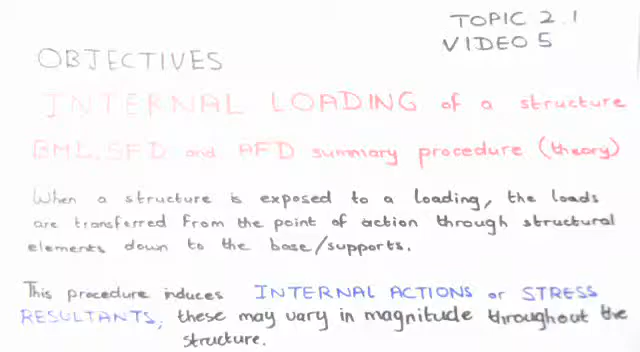 TOPIC 2.1
VIDEO 5
OBJECTIVES
INTERNAL LOADING of a structure
BMD, SFD and AFD summary procedure (theory)
When a structure is exposed to a loading, the loads
are transferred from the point of action through structural
elements down to the base/supports.
This procedure induces INTERNAL ACTIONS or STRESS
RESULTANTS, these may vary in magnitude throughout the
structure.